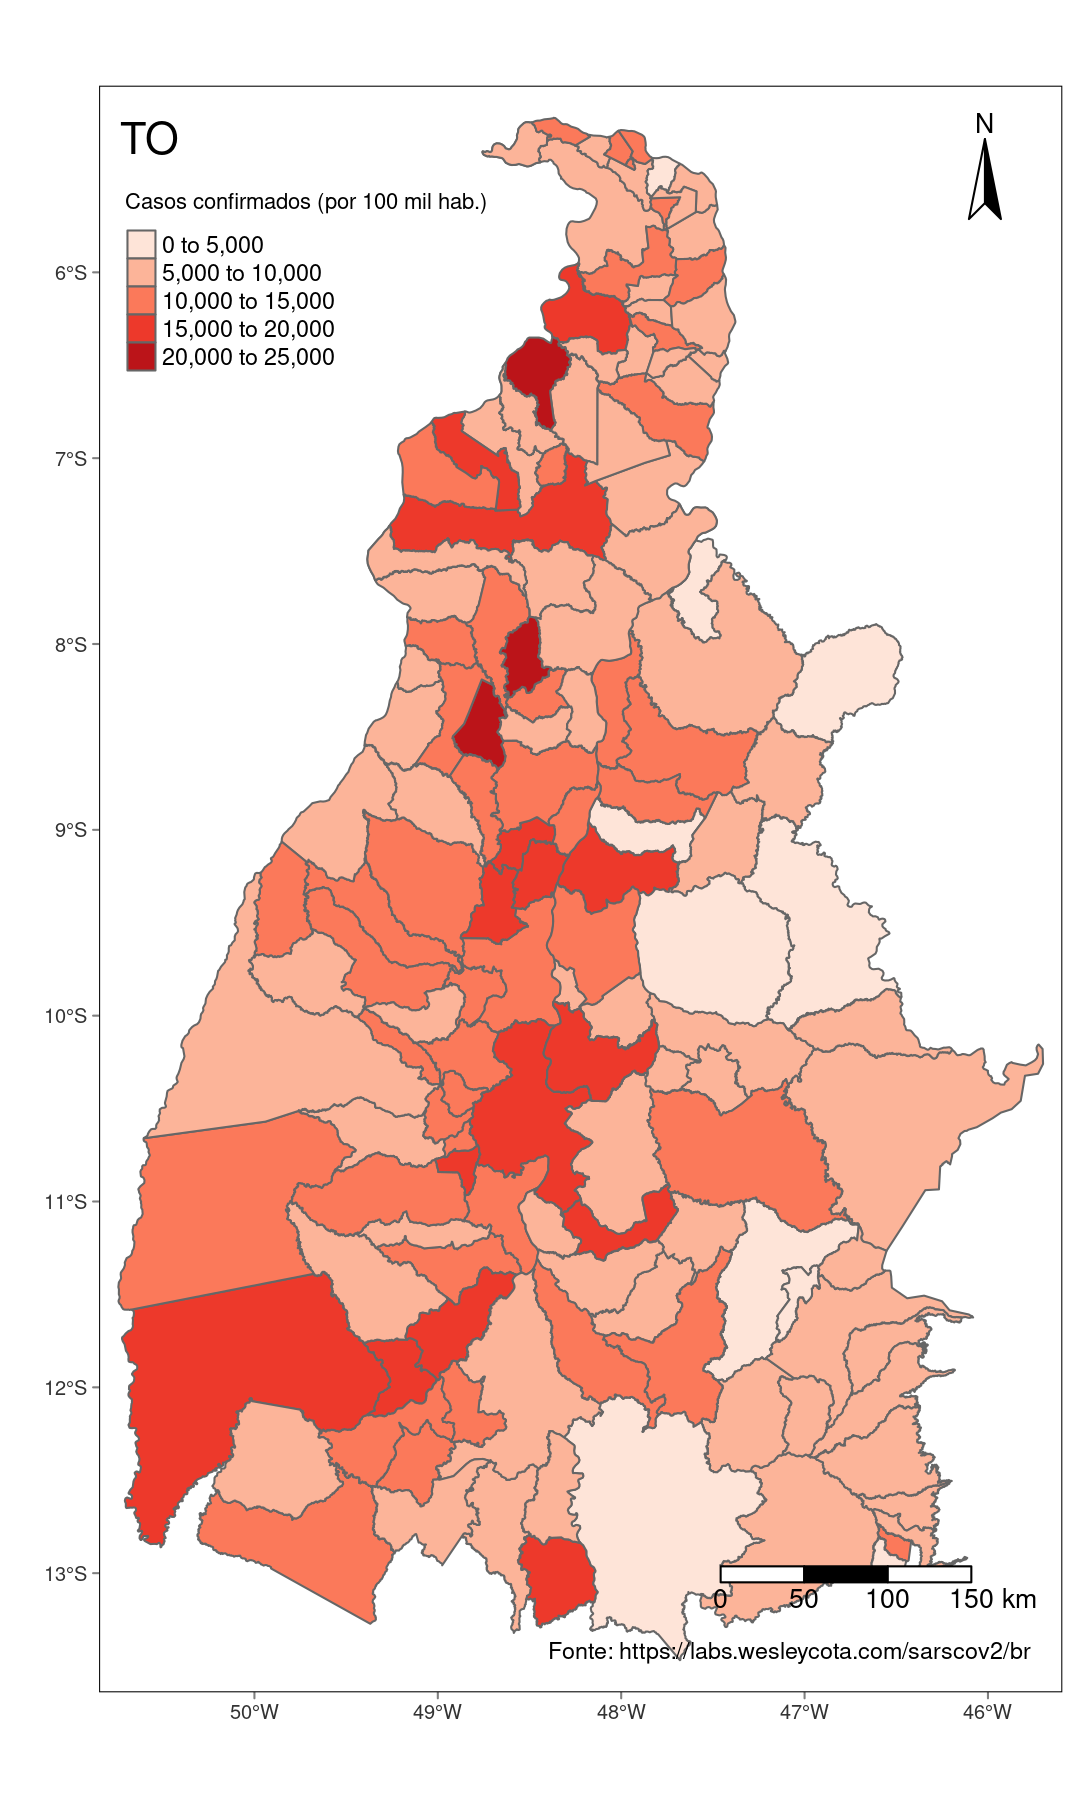 TO
N
Casos confirmados (por 100 mil hab.)
0 to 5,000
5,000 to 10,000
10,000 to 15,000
15,000 to 20,000
20,000 to 25,000
6°S
7°S
8°S
9°S
10°S
11°S
12°S
13°S
0 50 100 150 km
Fonte: https://labs.wesleycota.com/sarscov2/br
50°W 49°W 48°W 47°W 46°W